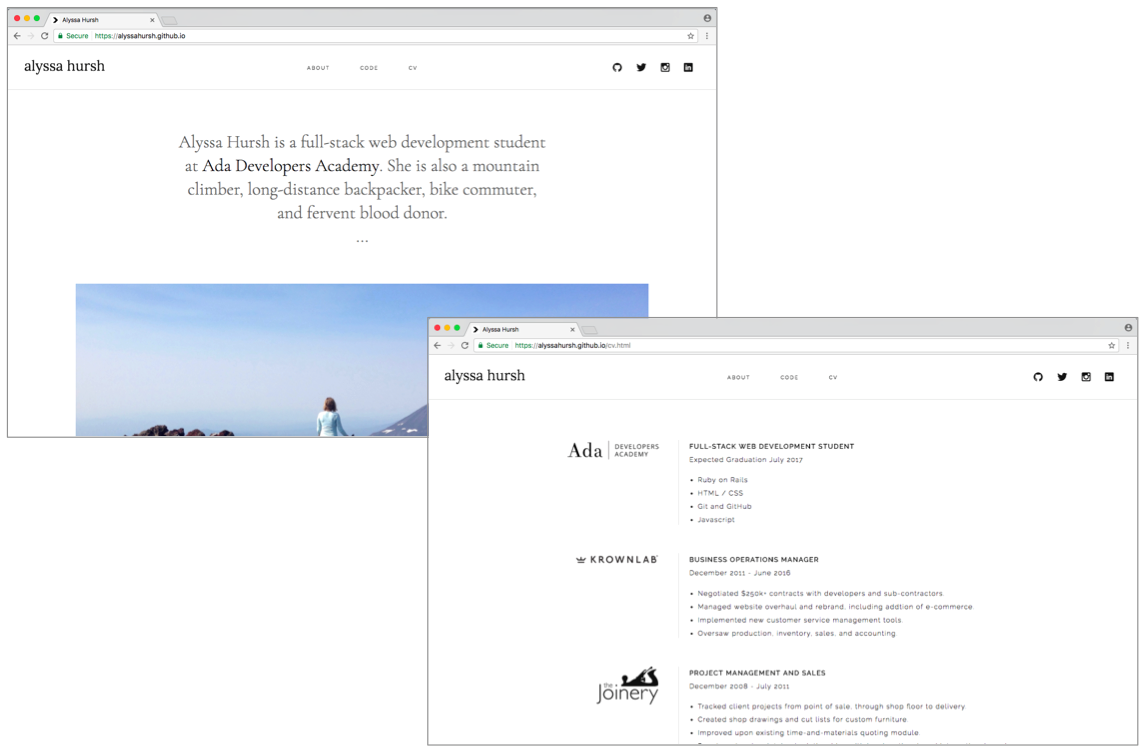 Alyssa Hursh
Secure https://alyssahursh.github.io
alyssa hursh
ABOUT CODE CV
Alyssa Hursh is a full-stack web development student
at Ada Developers Academy. She is also a mountain
climber, long-distance backpacker, bike commuter,
and fervent blood donor.
...
Alyssa Hursh
Secure https://alyssahursh.github.io/cv.html
alyssa hursh
ABOUT CODE CV
Ada DEVELOPERS ACADEMY
FULL-STACK WEB DEVELOPMENT STUDENT
Expected Graduation July 2017
• Ruby on Rails
• HTML / CSS
• Git and GitHub
• Javascript
KROWNLAB
BUSINESS OPERATIONS MANAGER
December 2011 - June 2016
• Negotiated $250k+ contracts with developers and sub-contractors.
• Managed website overhaul and rebrand, including addtion of e-commerce
• Implemented new customer service management tools.
• Oversaw production, inventory, sales, and accounting.
the Joinery
PROJECT MANAGEMENT AND SALES
December 2008 - July 2011
• Tracked client projects from point of sale, through shop floor to delivery.
• Created shop drawings and cut lists for custom furniture.
• Improved upon existing time-and-materials quoting module.